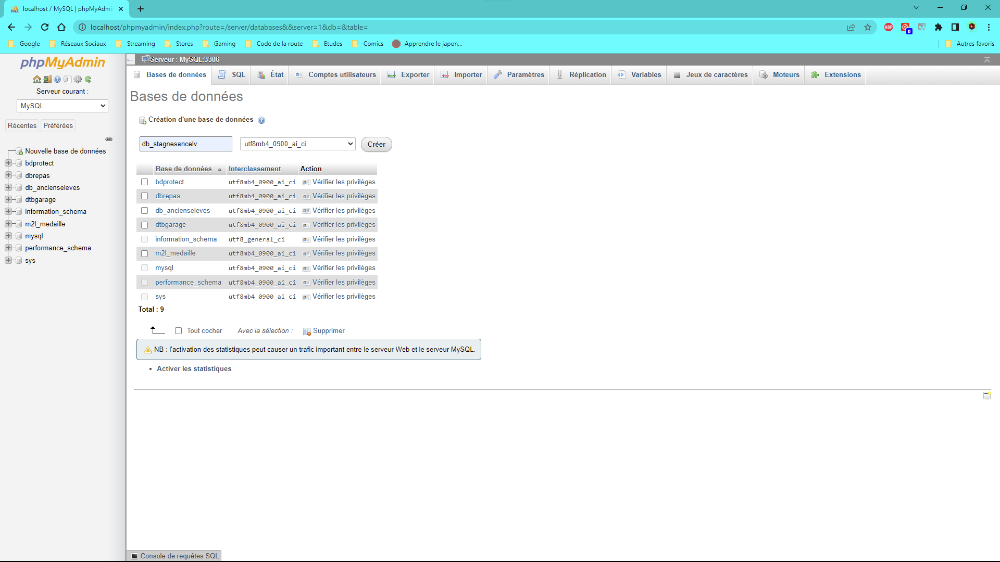 localhost / MySQL | phpMyAdmin
localhost/phpmyadmin/index.php?route=/server/databases&&server=1&db=&table=
ABP
0
Google
Réseaux Sociaux
Streaming
Stores
Gaming
Code de la route
Etudes
Comics
Apprendre le japon...
Autres favoris
phpMyAdmin
Serveur courant :
MySQL
Récentes
Préférées
Nouvelle base de données
bdprotect
dbrepas
db_ancienseleves
dtbgarage
information_schema
m2l_medaille
mysql
performance_schema
sys
Serveur : MySQL:3306
Bases de données
SQL
État
Comptes utilisateurs
Exporter
Importer
Paramètres
Réplication
Variables
Jeux de caractères
Moteurs
Extensions
Bases de données
Création d'une base de données
db_stagnesancelv
utf8mb4_0900_ai_ci
Créer
Base de données Interclassement Action
bdprotect utf8mb4_0900_ai_ci Vérifier les privilèges
dbrepas utf8mb4_0900_ai_ci Vérifier les privilèges
db_ancienseleves utf8mb4_0900_ai_ci Vérifier les privilèges
dtbgarage utf8mb4_0900_ai_ci Vérifier les privilèges
information_schema utf8_general_ci Vérifier les privilèges
m2l_medaille utf8mb4_0900_ai_ci Vérifier les privilèges
mysql utf8mb4_0900_ai_ci Vérifier les privilèges
performance_schema utf8mb4_0900_ai_ci Vérifier les privilèges
sys utf8mb4_0900_ai_ci Vérifier les privilèges
Total : 9
Tout cocher
Avec la sélection :
Supprimer
NB : l'activation des statistiques peut causer un trafic important entre le serveur Web et le serveur MySQL.
• Activer les statistiques
Console de requêtes SQL